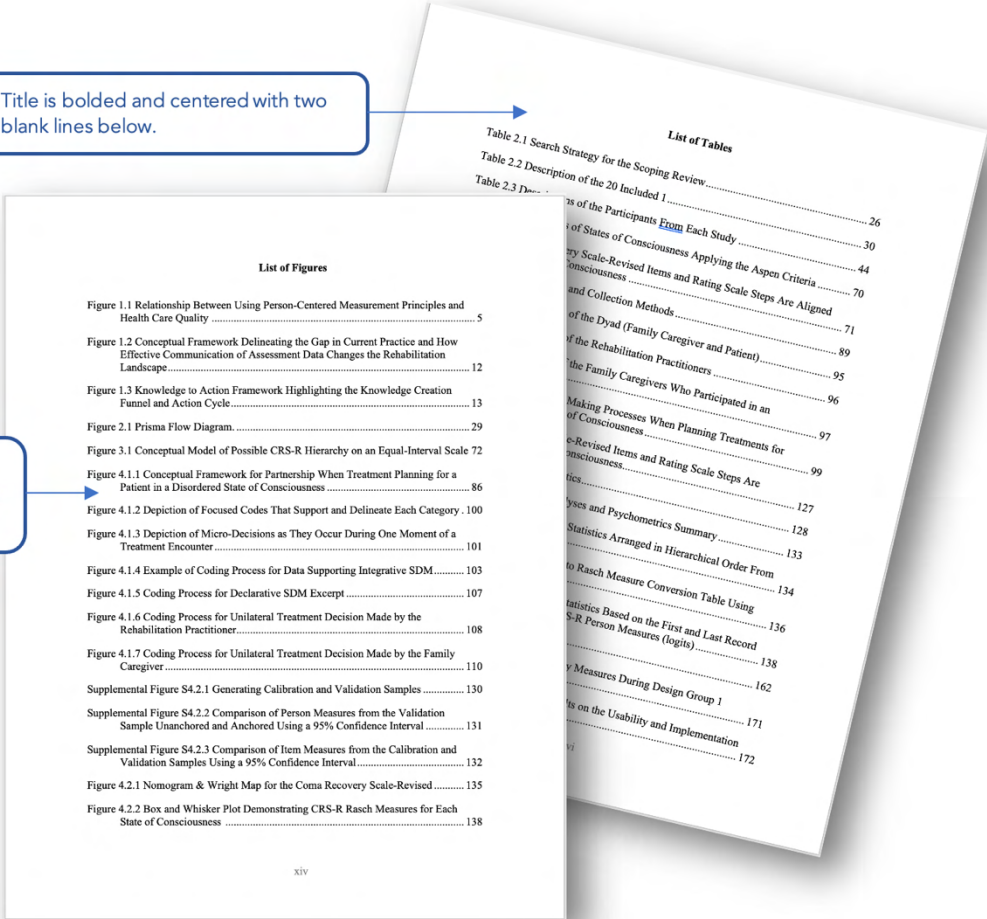 Title is bolded and centered with two
blank lines below.
List of Tables
Table 2.1 Search Strategy for the Scoping Review.......... 26
Table 2.2 Description of the 20 Included 1.......... 30
Table 2.3
of the Participants From Each Study .......... 44
of States of Consciousness Applying the Aspen Criteria .......... 70
Scale-Revised Items and Rating Scale Steps Are Aligned
.......... 71
and Collection Methods.......... 89
of the Dyad (Family Caregiver and Patient).......... 95
of the Rehabilitation Practitioners .......... 96
the Family Caregivers Who Participated in an
.......... 97
Making Processes When Planning Treatments for
of Consciousness.......... 99
Items and Rating Scale Steps Are
.......... 127
.......... 128
and Psychometrics Summary .......... 133
Statistics Arranged in Hierarchical Order From
.......... 134
to Rasch Measure Conversion Table Using
.......... 136
Based on the First and Last Record
Person Measures (logits).......... 138
.......... 162
Measures During Design Group 1
.......... 171
on the Usability and Implementation
.......... 172
vi
List of Figures
Figure 1.1 Relationship Between Using Person-Centered Measurement Principles and
Health Care Quality .......... 5
Figure 1.2 Conceptual Framework Delineating the Gap in Current Practice and How
Effective Communication of Assessment Data Changes the Rehabilitation
Landscape.......... 12
Figure 1.3 Knowledge to Action Framework Highlighting the Knowledge Creation
Funnel and Action Cycle.......... 13
Figure 2.1 Prisma Flow Diagram. .......... 29
Figure 3.1 Conceptual Model of Possible CRS-R Hierarchy on an Equal-Interval Scale 72
Figure 4.1.1 Conceptual Framework for Partnership When Treatment Planning for a
Patient in a Disordered State of Consciousness .......... 86
Figure 4.1.2 Depiction of Focused Codes That Support and Delineate Each Category . 100
Figure 4.1.3 Depiction of Micro-Decisions as They Occur During One Moment of a
Treatment Encounter.......... 101
Figure 4.1.4 Example of Coding Process for Data Supporting Integrative SDM.......... 103
Figure 4.1.5 Coding Process for Declarative SDM Excerpt .......... 107
Figure 4.1.6 Coding Process for Unilateral Treatment Decision Made by the
Rehabilitation Practitioner.......... 108
Figure 4.1.7 Coding Process for Unilateral Treatment Decision Made by the Family
Caregiver.......... 110
Supplemental Figure S4.2.1 Generating Calibration and Validation Samples .......... 130
Supplemental Figure S4.2.2 Comparison of Person Measures from the Validation
Sample Unanchored and Anchored Using a 95% Confidence Interval .......... 131
Supplemental Figure S4.2.3 Comparison of Item Measures from the Calibration and
Validation Samples Using a 95% Confidence Interval.......... 132
Figure 4.2.1 Nomogram & Wright Map for the Coma Recovery Scale-Revised .......... 135
Figure 4.2.2 Box and Whisker Plot Demonstrating CRS-R Rasch Measures for Each
State of Consciousness .......... 138
xiv